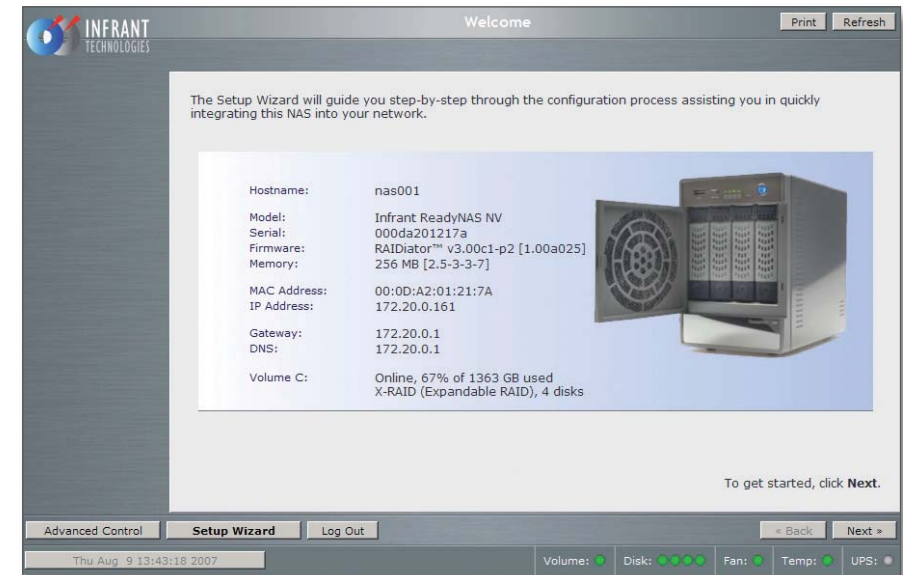 INFRANT
TECHNOLOGIES
Welcome
Print Refresh
The Setup Wizard will guide you step-by-step through the configuration process assisting you in quickly
integrating this NAS into your network.
Hostname: nas001
Model: Infrant ReadyNAS NV
Serial: 000da201217a
Firmware: RAIDiator™ v3.00c1-p2 [1.00a025]
Memory: 256 MB [2.5-3-3-7]
MAC Address: 00:0D:A2:01:21:7A
IP Address: 172.20.0.161
Gateway: 172.20.0.1
DNS: 172.20.0.1
Volume C: Online, 67% of 1363 GB used
X-RAID (Expandable RAID), 4 disks
To get started, click Next.
Advanced Control Setup Wizard Log Out « Back Next »
Thu Aug 9 13:43:18 2007 Volume: Disk: Fan: Temp: UPS: